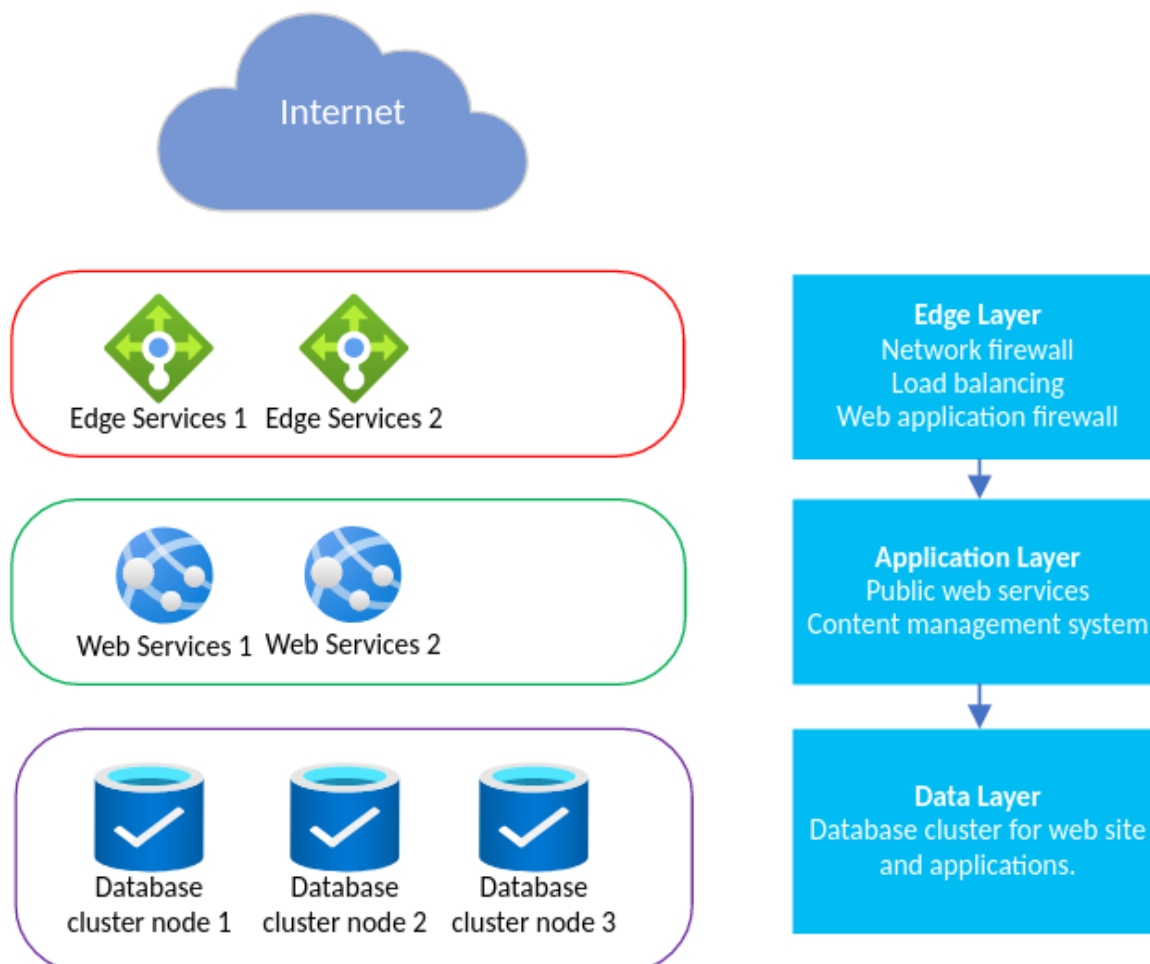 Internet
Edge Services 1
Edge Services 2
Edge Layer
Network firewall
Load balancing
Web application firewall
Web Services 1
Web Services 2
Application Layer
Public web services
Content management system
Database
cluster node 1
Database
cluster node 2
Database
cluster node 3
Data Layer
Database cluster for web site
and applications.